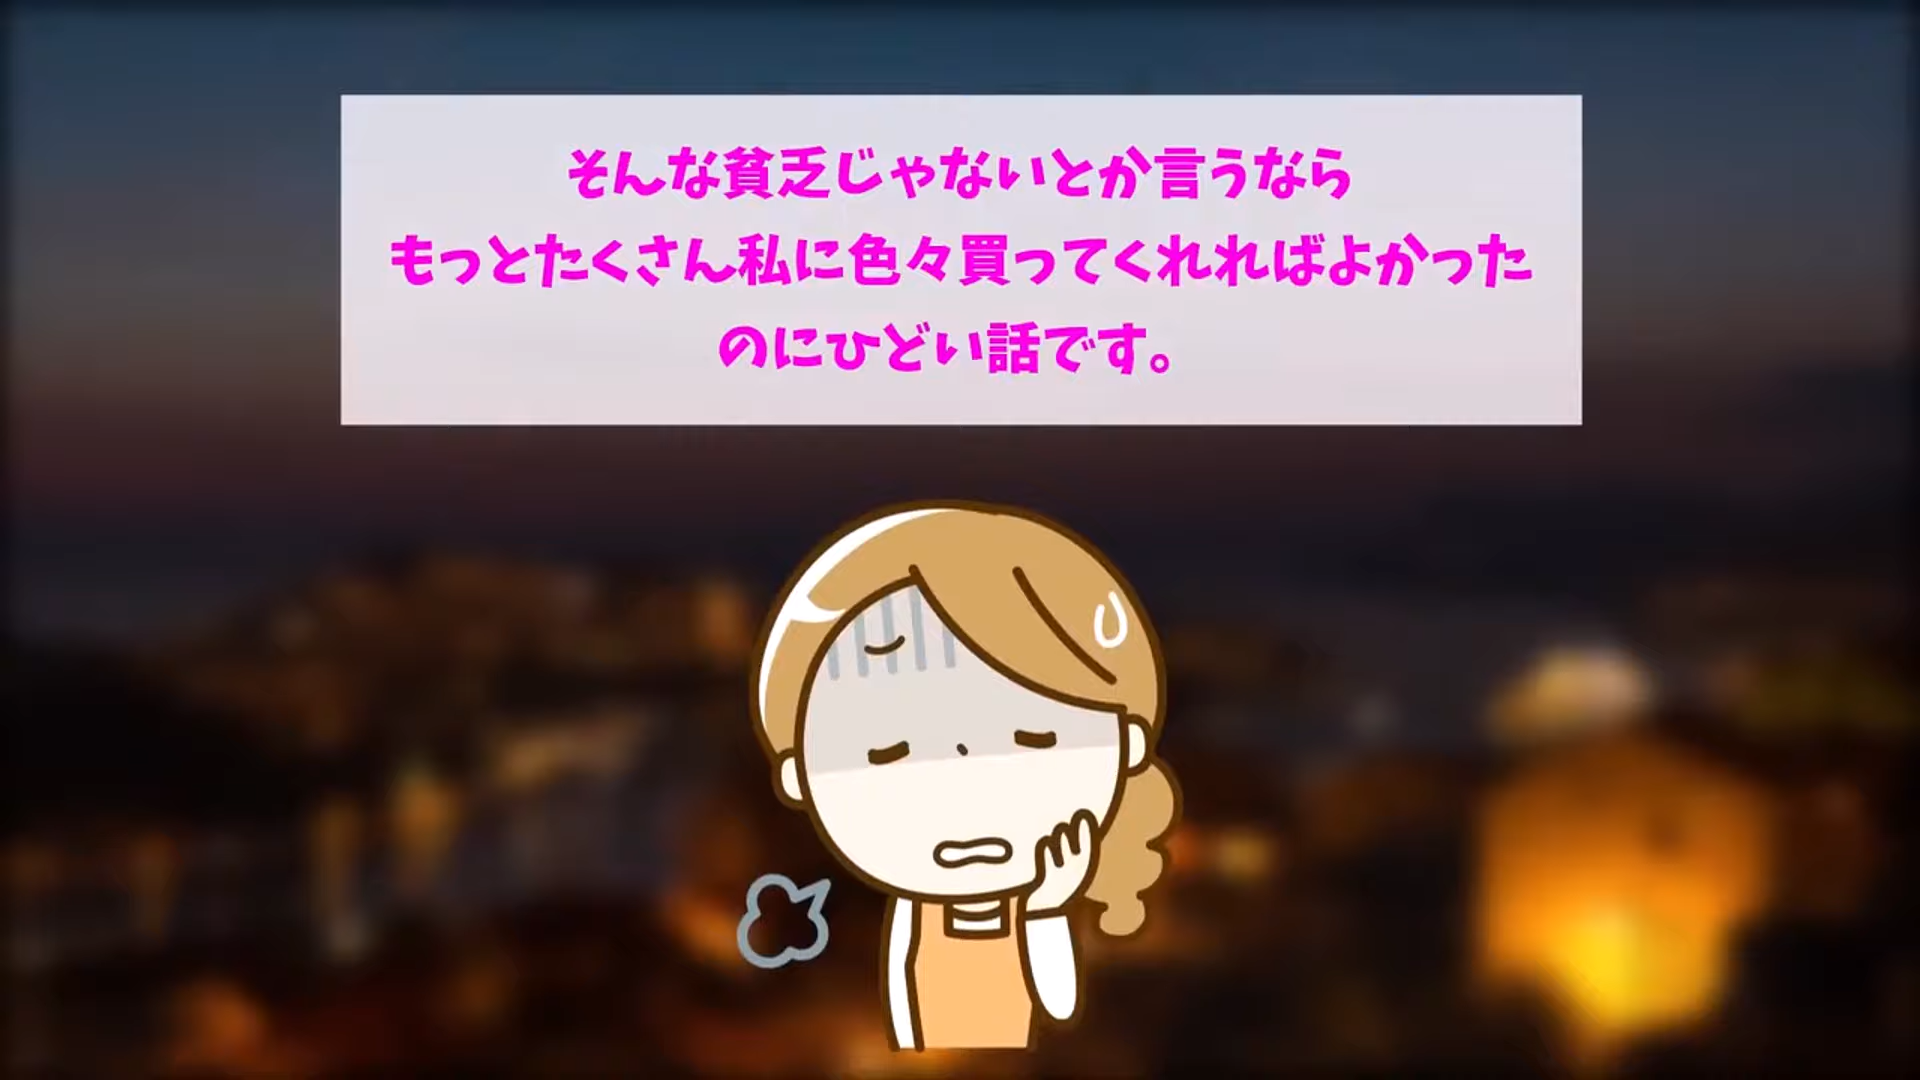 そんな貧乏じゃないとか言うなら
もっとたくさん私に色々買ってくれればよかった
のにひどい話です。